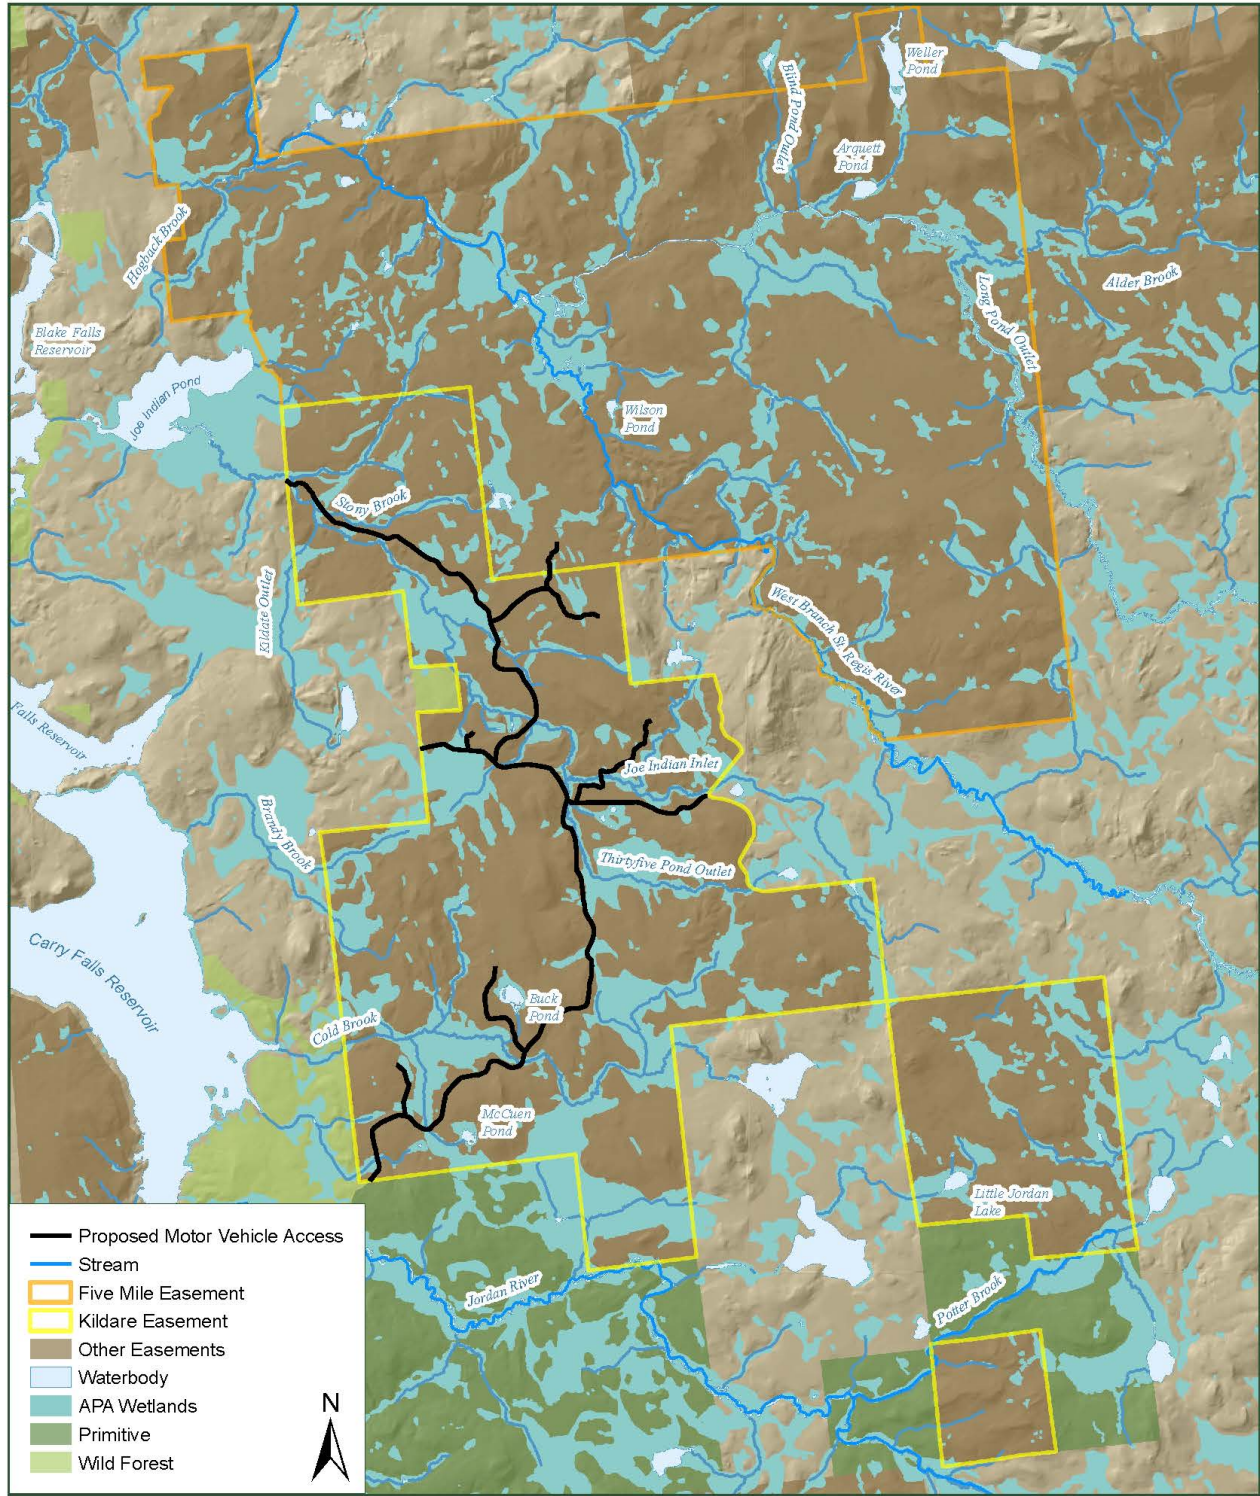 Weller
Pond
Blind Pond Outlet
Arquett
Pond
Hogback Brook
Alder Brook
Long Pond Outlet
Blake Falls
Reservoir
Joe Indian Pond
Wilson
Pond
Stony Brook
Kildate Outlet
West Branch St Regis River
Falls Reservoir
Joe Indian Inlet
Brandy Brook
Thirtyfive Pond Outlet
Carry Falls Reservoir
Buck
Pond
Cold Brook
McCuen
Pond
Little Jordan
Lake
Jordan River
Potter Brook
Proposed Motor Vehicle Access
Stream
Five Mile Easement
Kildare Easement
Other Easements
Waterbody
APA Wetlands
Primitive
Wild Forest
N